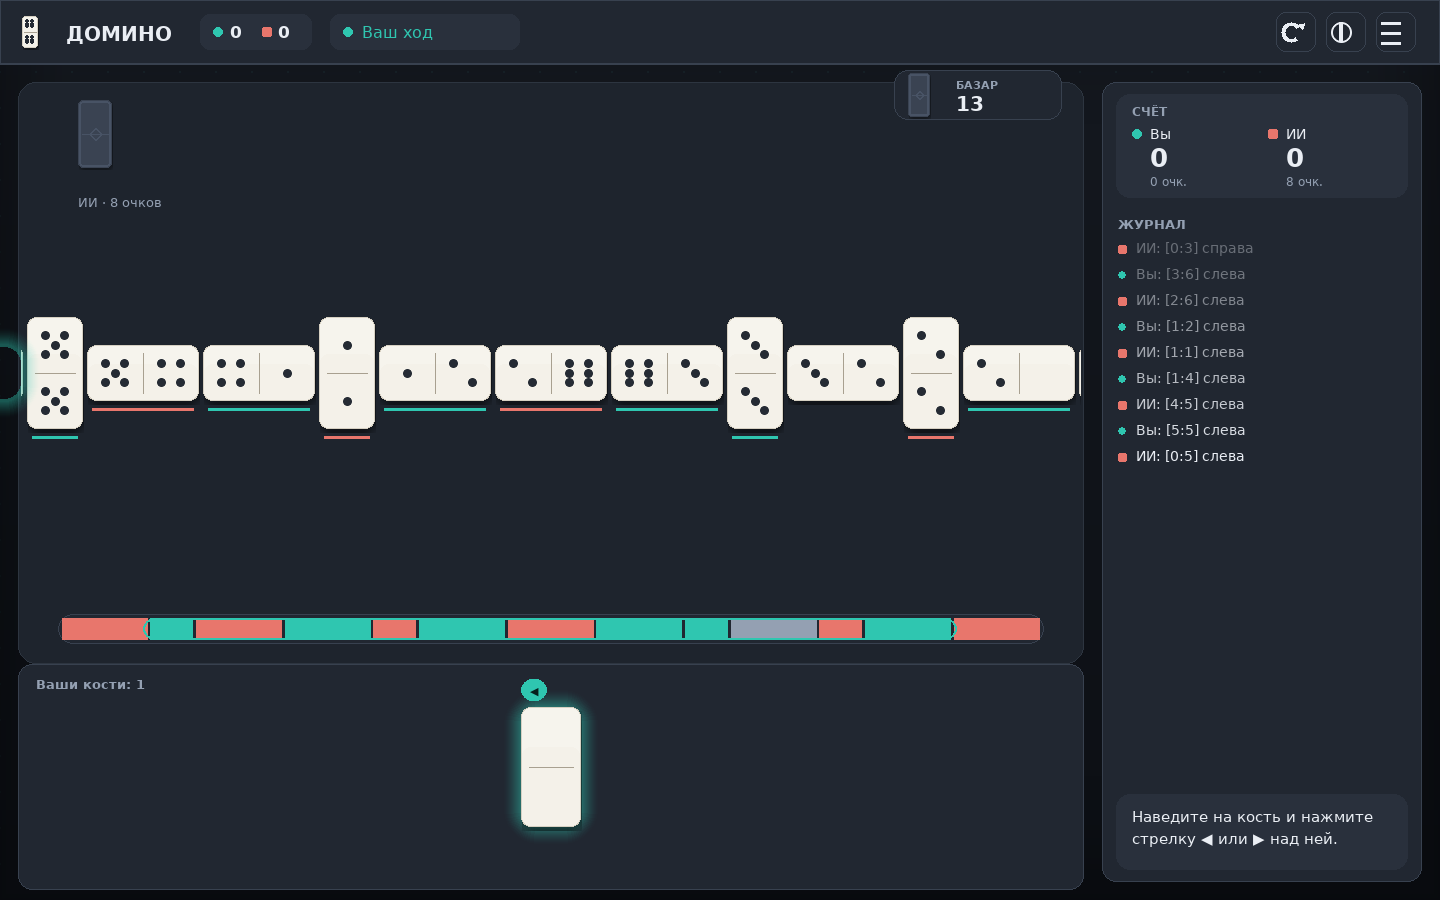 ДОМИНО
0 0
Ваш ход
БАЗАР
13
ИИ · 8 очков
Ваши кости: 1
◀
СЧЁТ
Вы ИИ
0 0
0 очк. 8 очк.
ЖУРНАЛ
ИИ: [0:3] справа
Вы: [3:6] слева
ИИ: [2:6] слева
Вы: [1:2] слева
ИИ: [1:1] слева
Вы: [1:4] слева
ИИ: [4:5] слева
Вы: [5:5] слева
ИИ: [0:5] слева
Наведите на кость и нажмите
стрелку ◀ или ▶ над ней.